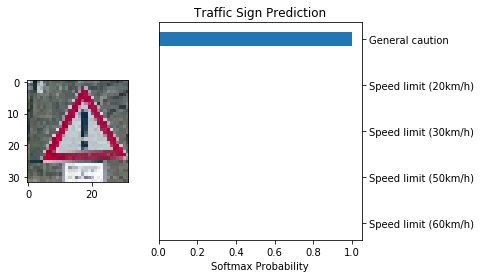 Traffic Sign Prediction
General caution
Speed limit (20km/h)
Speed limit (30km/h)
Speed limit (50km/h)
Speed limit (60km/h)
0
10
20
30
0 20
!
0.0 0.2 0.4 0.6 0.8 1.0
Softmax Probability